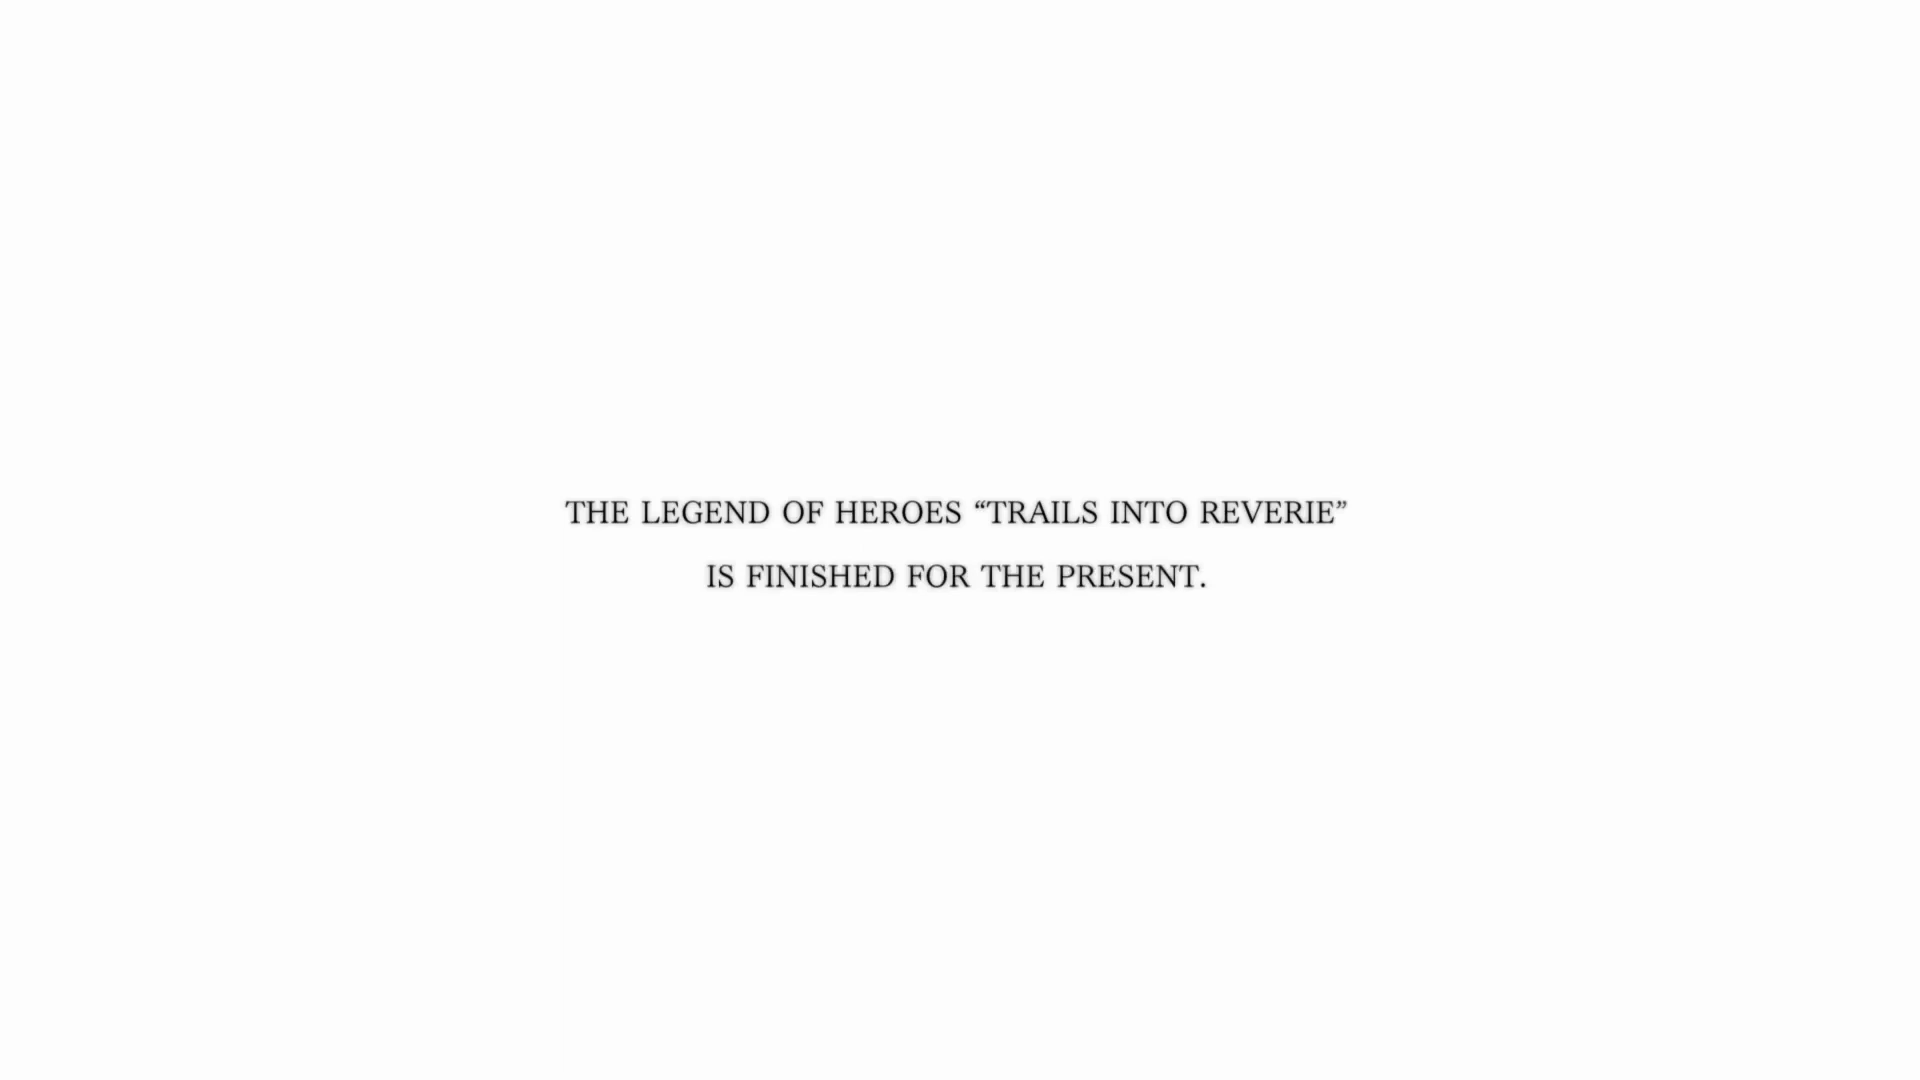 THE LEGEND OF HEROES “TRAILS INTO REVERIE”
IS FINISHED FOR THE PRESENT.